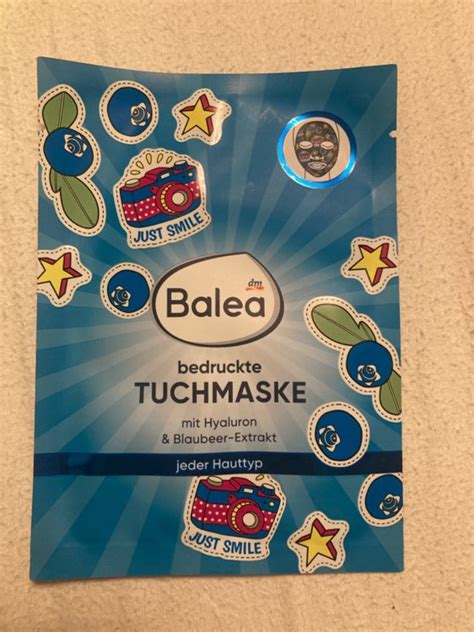 JUST SMILE
dm
Balea
bedruckte
TUCHMASKE
mit Hyaluron
& Blaubeer-Extrakt
jeder Hauttyp
JUST SMILE